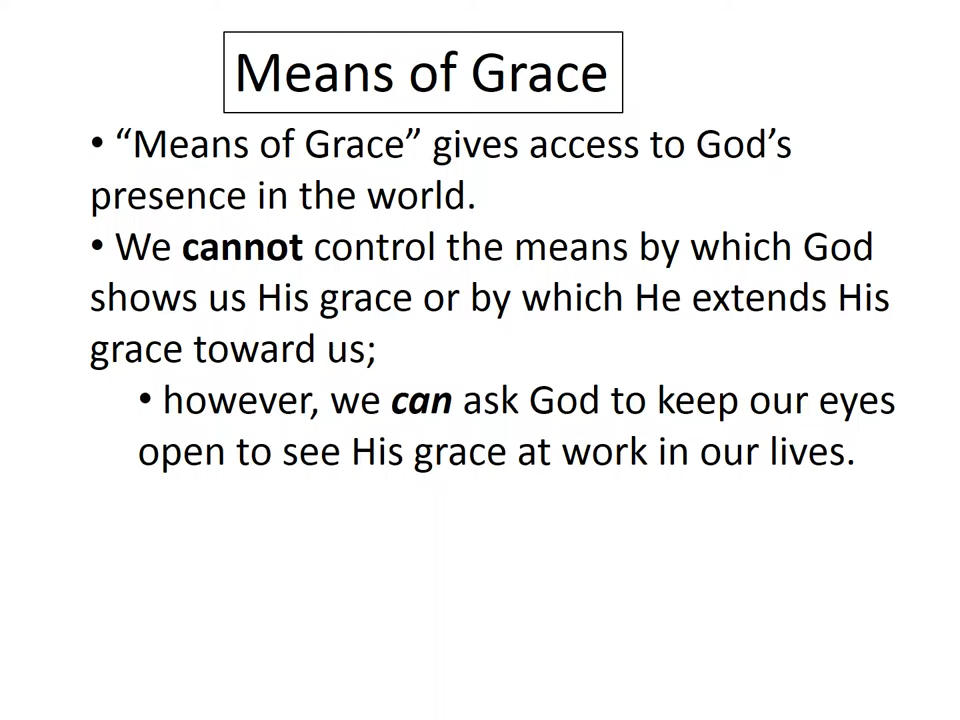 Means of Grace
• “Means of Grace” gives access to God’s
presence in the world.
• We cannot control the means by which God
shows us His grace or by which He extends His
grace toward us;
• however, we can ask God to keep our eyes
open to see His grace at work in our lives.